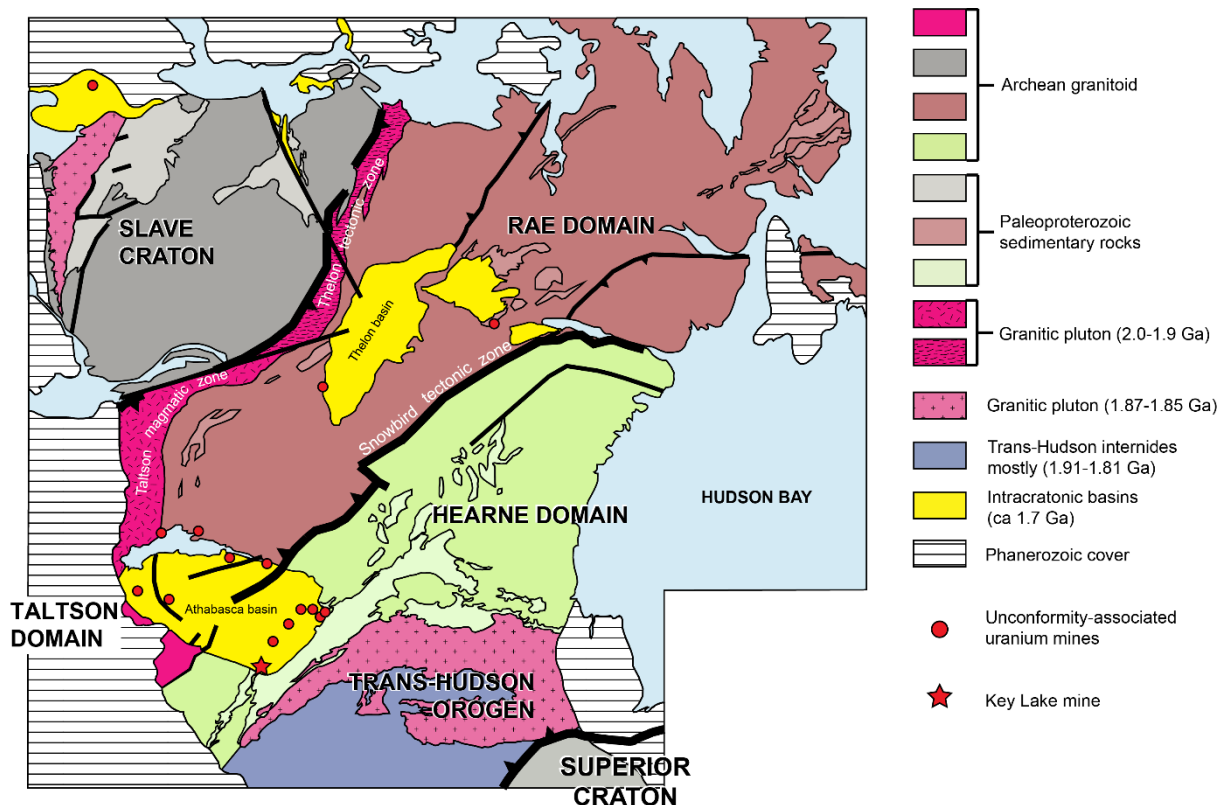 SLAVE
CRATON
Thelon tectonic zone
RAE DOMAIN
Thelon basin
Taltson magmatic zone
Snowbird tectonic zone
HEARNE DOMAIN
HUDSON BAY
Athabasca basin
TALTSON
DOMAIN
TRANS-HUDSON
OROGEN
SUPERIOR
CRATON
Archean granitoid
Paleoproterozoic
sedimentary rocks
Granitic pluton (2.0-1.9 Ga)
Granitic pluton (1.87-1.85 Ga)
Trans-Hudson internides
mostly (1.91-1.81 Ga)
Intracratonic basins
(ca 1.7 Ga)
Phanerozoic cover
Unconformity-associated
uranium mines
Key Lake mine